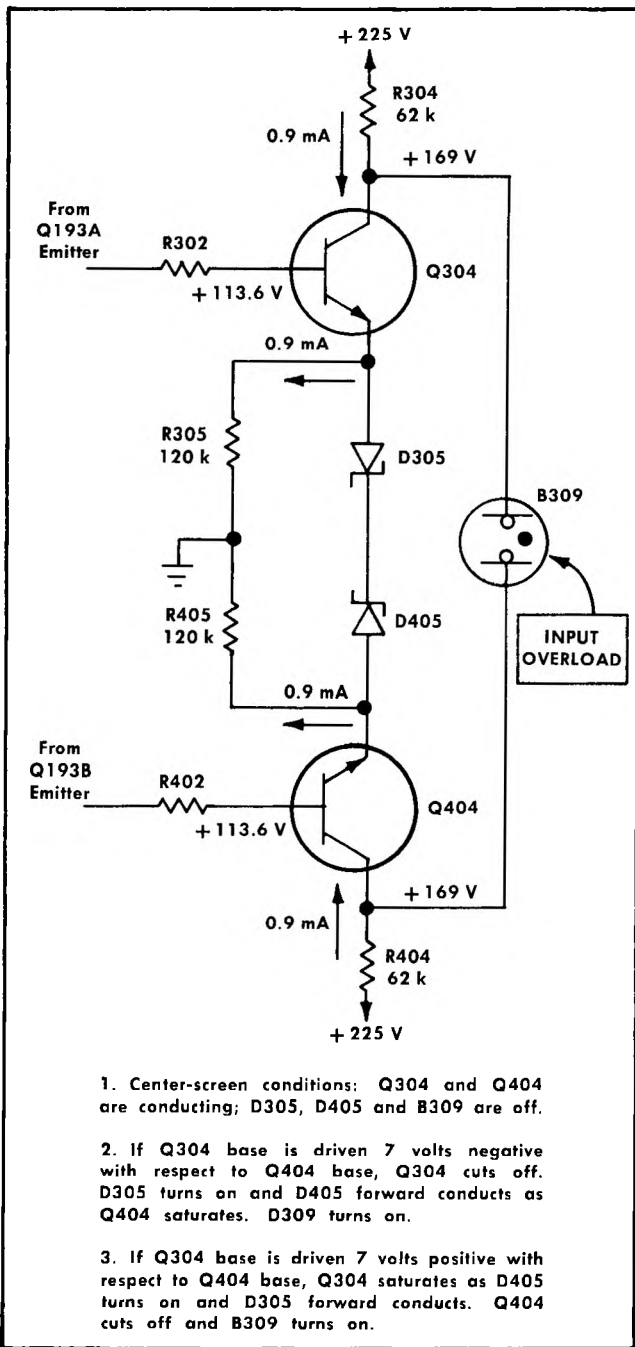 + 225 V
R304
62 k
0.9 mA
+ 169 V
From
Q193A
Emitter
R302
Q304
+ 113.6 V
0.9 mA
R305
120 k
D305
B309
R405
120 k
D405
INPUT
OVERLOAD
0.9 mA
From
Q193B
Emitter
R402
Q404
+ 113.6 V
+ 169 V
0.9 mA
R404
62 k
+ 225 V
1. Center-screen conditions: Q304 and Q404
are conducting; D305, D405 and B309 are off.
2. If Q304 base is driven 7 volts negative
with respect to Q404 base, Q304 cuts off.
D305 turns on and D405 forward conducts as
Q404 saturates. D309 turns on.
3. If Q304 base is driven 7 volts positive with
respect to Q404 base, Q304 saturates as D405
turns on and D305 forward conducts. Q404
cuts off and B309 turns on.